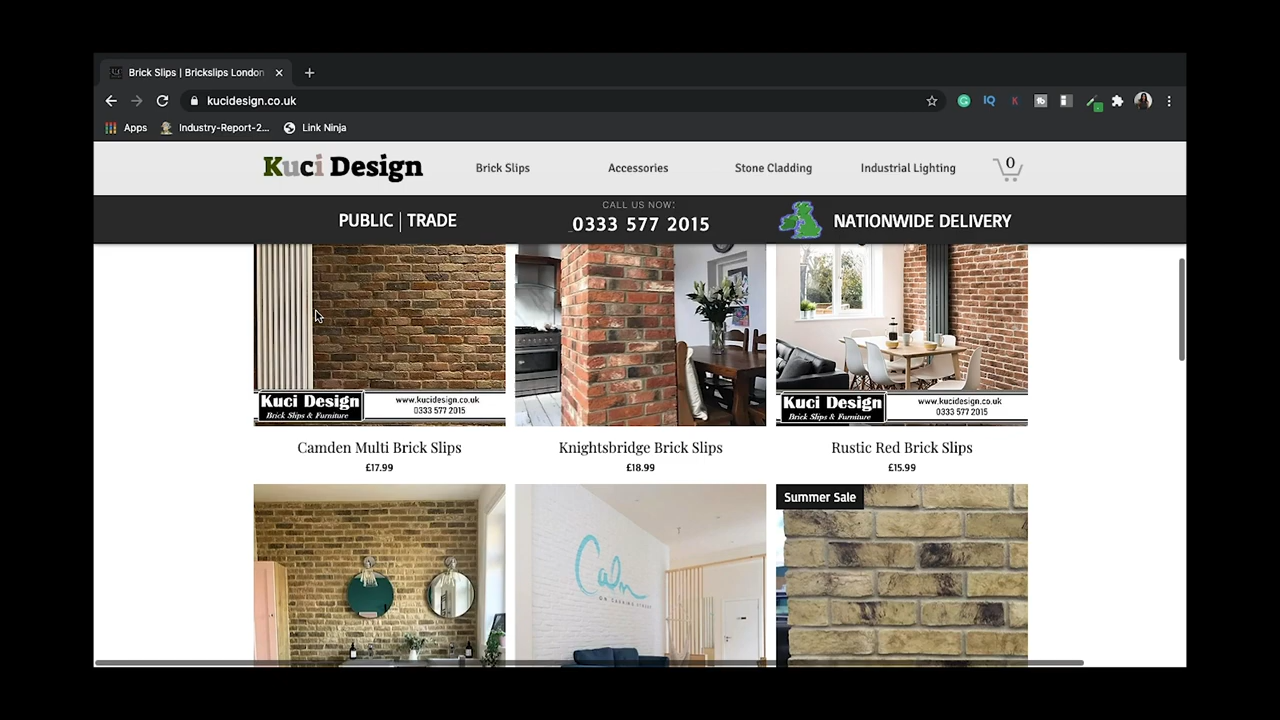 Brick Slips | Brickslips London
kucidesign.co.uk
Apps
Industry-Report-2...
Link Ninja
Kuci Design
Brick Slips
Accessories
Stone Cladding
Industrial Lighting
0
PUBLIC | TRADE
CALL US NOW:
0333 577 2015
NATIONWIDE DELIVERY
Kuci Design
Brick Slips & Furniture
www.kucidesign.co.uk
0333 577 2015
Kuci Design
Brick Slips & Furniture
www.kucidesign.co.uk
0333 577 2015
Camden Multi Brick Slips
£17.99
Knightsbridge Brick Slips
£18.99
Rustic Red Brick Slips
£15.99
Calm
ON CANNING STREET
Summer Sale